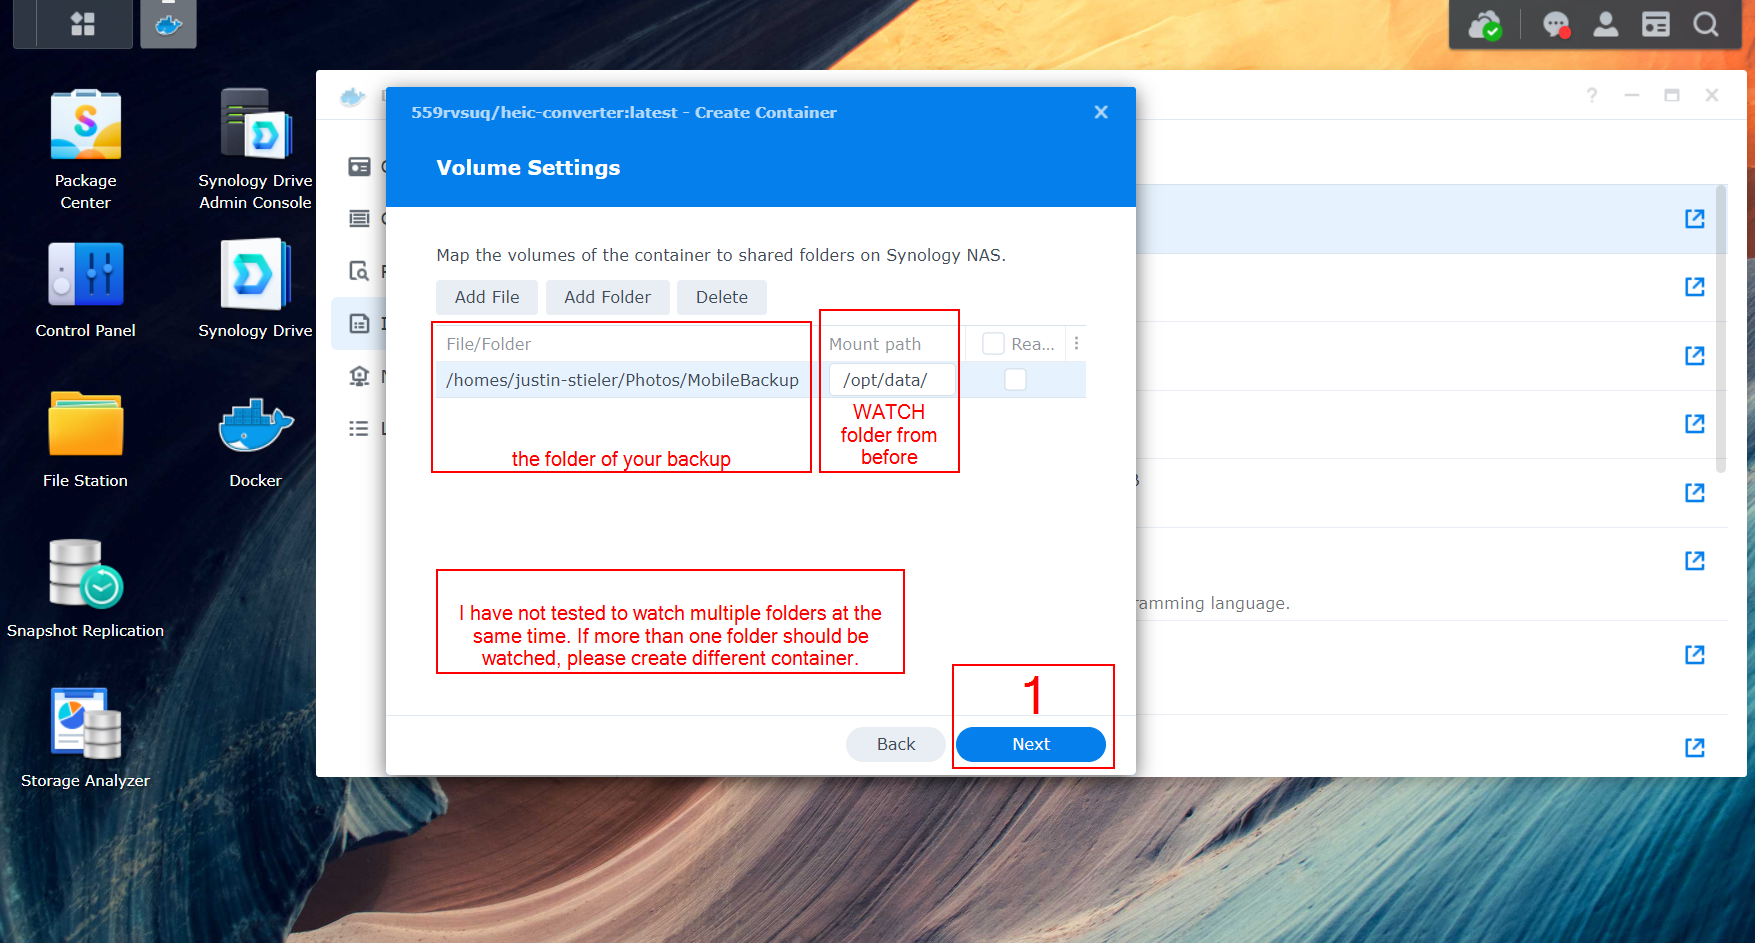 559rvsuq/heic-converter:latest - Create Container
Volume Settings
Map the volumes of the container to shared folders on Synology NAS.
Add File
Add Folder
Delete
File/Folder
Mount path
Rea...
/homes/justin-stieler/Photos/MobileBackup
/opt/data/
the folder of your backup
WATCH
folder from
before
I have not tested to watch multiple folders at the
same time. If more than one folder should be
watched, please create different container.
1
Back
Next
ramming language.
Package
Center
Synology Drive
Admin Console
Control Panel
Synology Drive
File Station
Docker
Snapshot Replication
Storage Analyzer